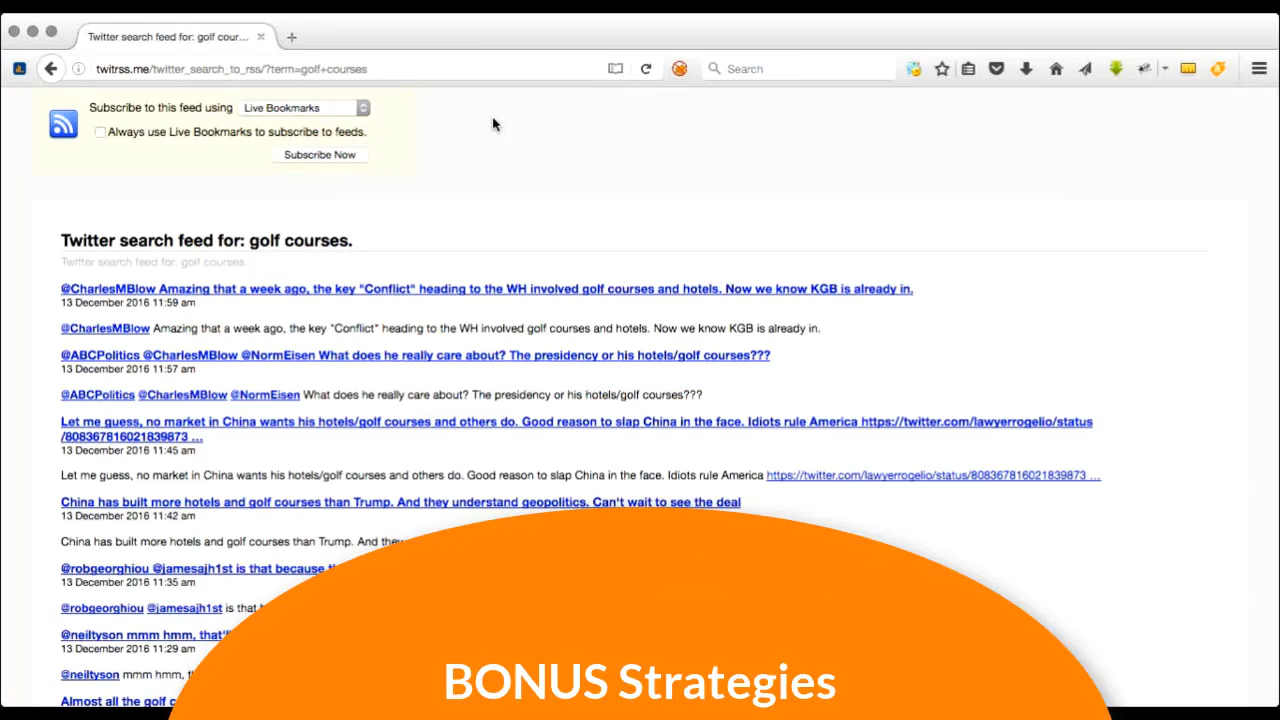 Twitter search feed for: golf cour...
twitrss.me/twitter_search_to_rss/?term=golf+courses
Search
Subscribe to this feed using Live Bookmarks
Always use Live Bookmarks to subscribe to feeds.
Subscribe Now
Twitter search feed for: golf courses.
Twitter search feed for: golf courses.
@CharlesMBlow Amazing that a week ago, the key "Conflict" heading to the WH involved golf courses and hotels. Now we know KGB is already in.
13 December 2016 11:59 am
@CharlesMBlow Amazing that a week ago, the key "Conflict" heading to the WH involved golf courses and hotels. Now we know KGB is already in.
@ABCPolitics @CharlesMBlow @NormEisen What does he really care about? The presidency or his hotels/golf courses???
13 December 2016 11:57 am
@ABCPolitics @CharlesMBlow @NormEisen What does he really care about? The presidency or his hotels/golf courses???
Let me guess, no market in China wants his hotels/golf courses and others do. Good reason to slap China in the face. Idiots rule America https://twitter.com/lawyerrogelio/status
/808367816021839873 ...
13 December 2016 11:45 am
Let me guess, no market in China wants his hotels/golf courses and others do. Good reason to slap China in the face. Idiots rule America https://twitter.com/lawyerrogelio/status/808367816021839873 ...
China has built more hotels and golf courses than Trump. And they understand geopolitics. Can't wait to see the deal
13 December 2016 11:42 am
China has built more hotels and golf courses than Trump. And they
@robgeorghiou @jamesajh1st is that because
13 December 2016 11:35 am
@robgeorghiou @jamesajh1st is that
@neiltyson mmm hmm, that'
13 December 2016 11:29 am
@neiltyson mmm hmm,
Almost all the golf c
BONUS Strategies